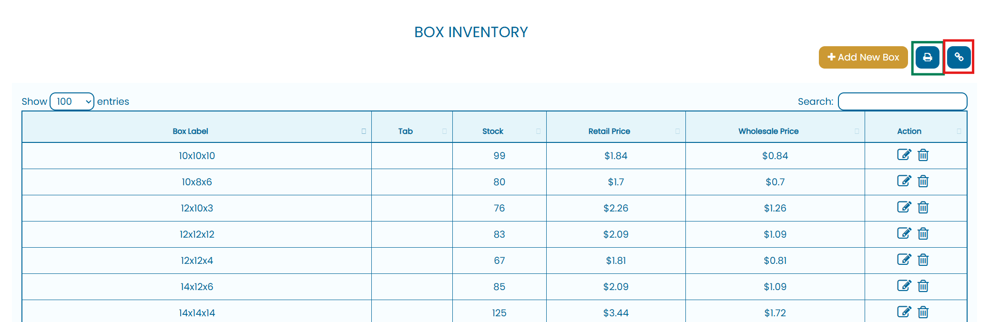 BOX INVENTORY
Add New Box
Show 100 entries Search:
Box Label Tab Stock Retail Price Wholesale Price Action
10x10x10 99 $1.84 $0.84
10x8x6 80 $1.7 $0.7
12x10x3 76 $2.26 $1.26
12x12x12 83 $2.09 $1.09
12x12x4 67 $1.81 $0.81
14x12x6 85 $2.09 $1.09
14x14x14 125 $3.44 $1.72